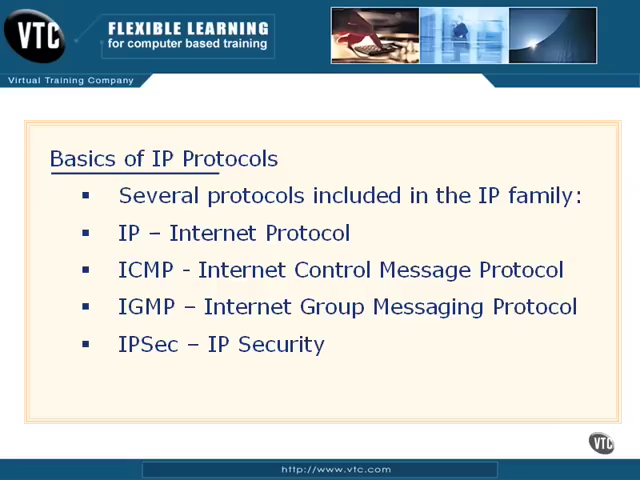 VTC
FLEXIBLE LEARNING
for computer based training
Virtual Training Company
Basics of IP Protocols
▪ Several protocols included in the IP family:
▪ IP – Internet Protocol
▪ ICMP - Internet Control Message Protocol
▪ IGMP – Internet Group Messaging Protocol
▪ IPSec – IP Security
VTC
http://www.vtc.com